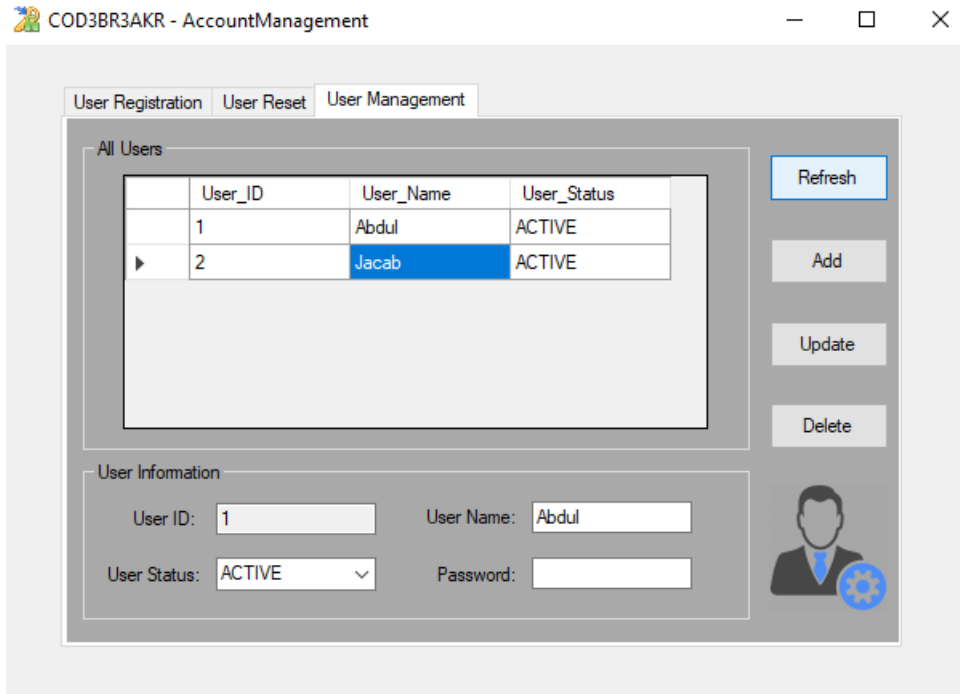 COD3BR3AKR - AccountManagement
User Registration User Reset User Management
All Users
User_ID User_Name User_Status
1 Abdul ACTIVE
2 Jacab ACTIVE
Refresh
Add
Update
Delete
User Information
User ID: 1 User Name: Abdul
User Status: ACTIVE Password: